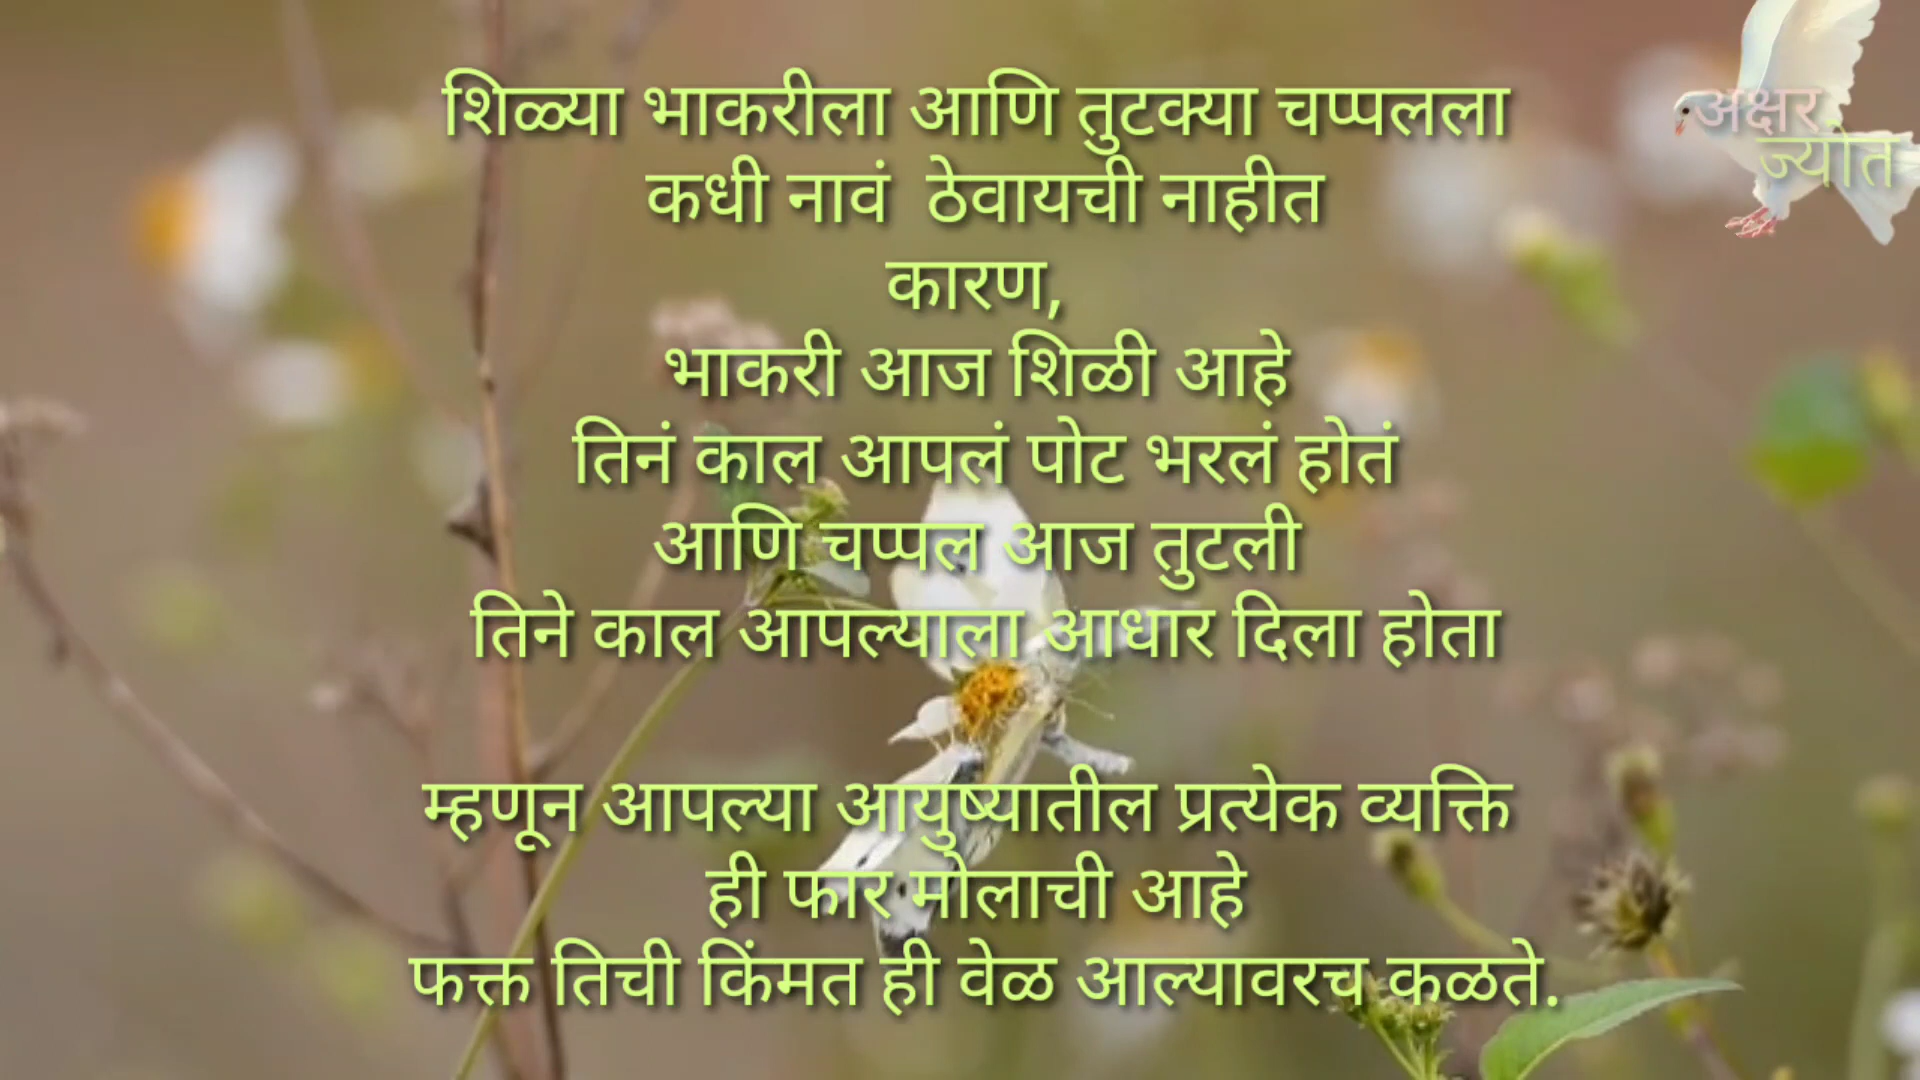 शिळ्या भाकरीला आणि तुटक्या चप्पलला
कधी नावं ठेवायची नाहीत
कारण,
भाकरी आज शिळी आहे
तिनं काल आपलं पोट भरलं होतं
आणि चप्पल आज तुटली
तिने काल आपल्याला आधार दिला होता
म्हणून आपल्या आयुष्यातील प्रत्येक व्यक्ति
ही फार मोलाची आहे
फक्त तिची किंमत ही वेळ आल्यावरच कळते.
अक्षर
ज्योत